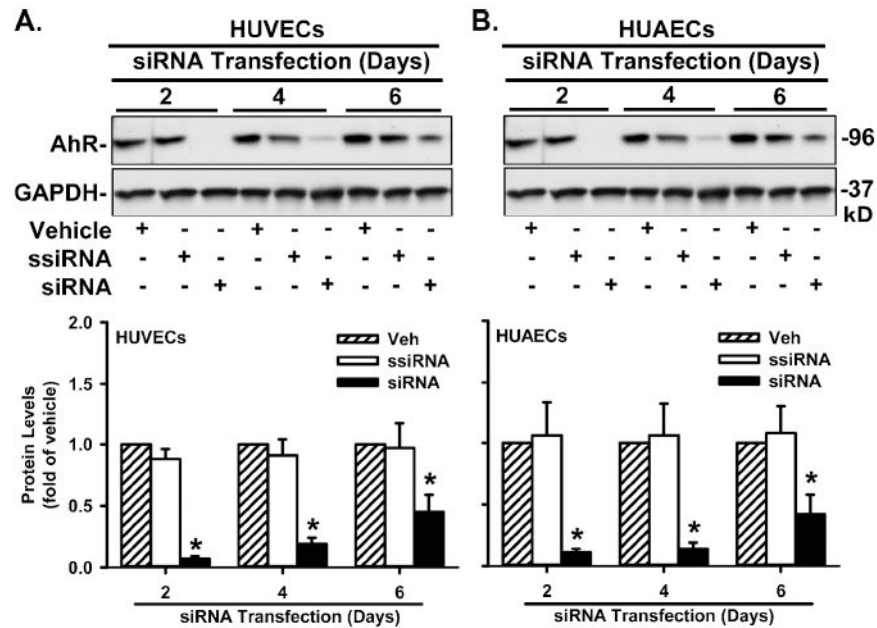 A.
HUVECs
siRNA Transfection (Days)
2 4 6
AhR-
GAPDH-
Vehicle + - - + - - + - -
ssiRNA - + - - + - - + -
siRNA - - + - - + - - +
B.
HUAECs
siRNA Transfection (Days)
2 4 6
-96
-37
kD
+ - - + - - + - -
- + - - + - - + -
- - + - - + - - +
2.0
1.5
1.0
0.5
0.0
Protein Levels
(fold of vehicle)
HUVECs
Veh
ssiRNA
siRNA
* * *
2 4 6
siRNA Transfection (Days)
HUAECs
Veh
ssiRNA
siRNA
* * *
2 4 6
siRNA Transfection (Days)